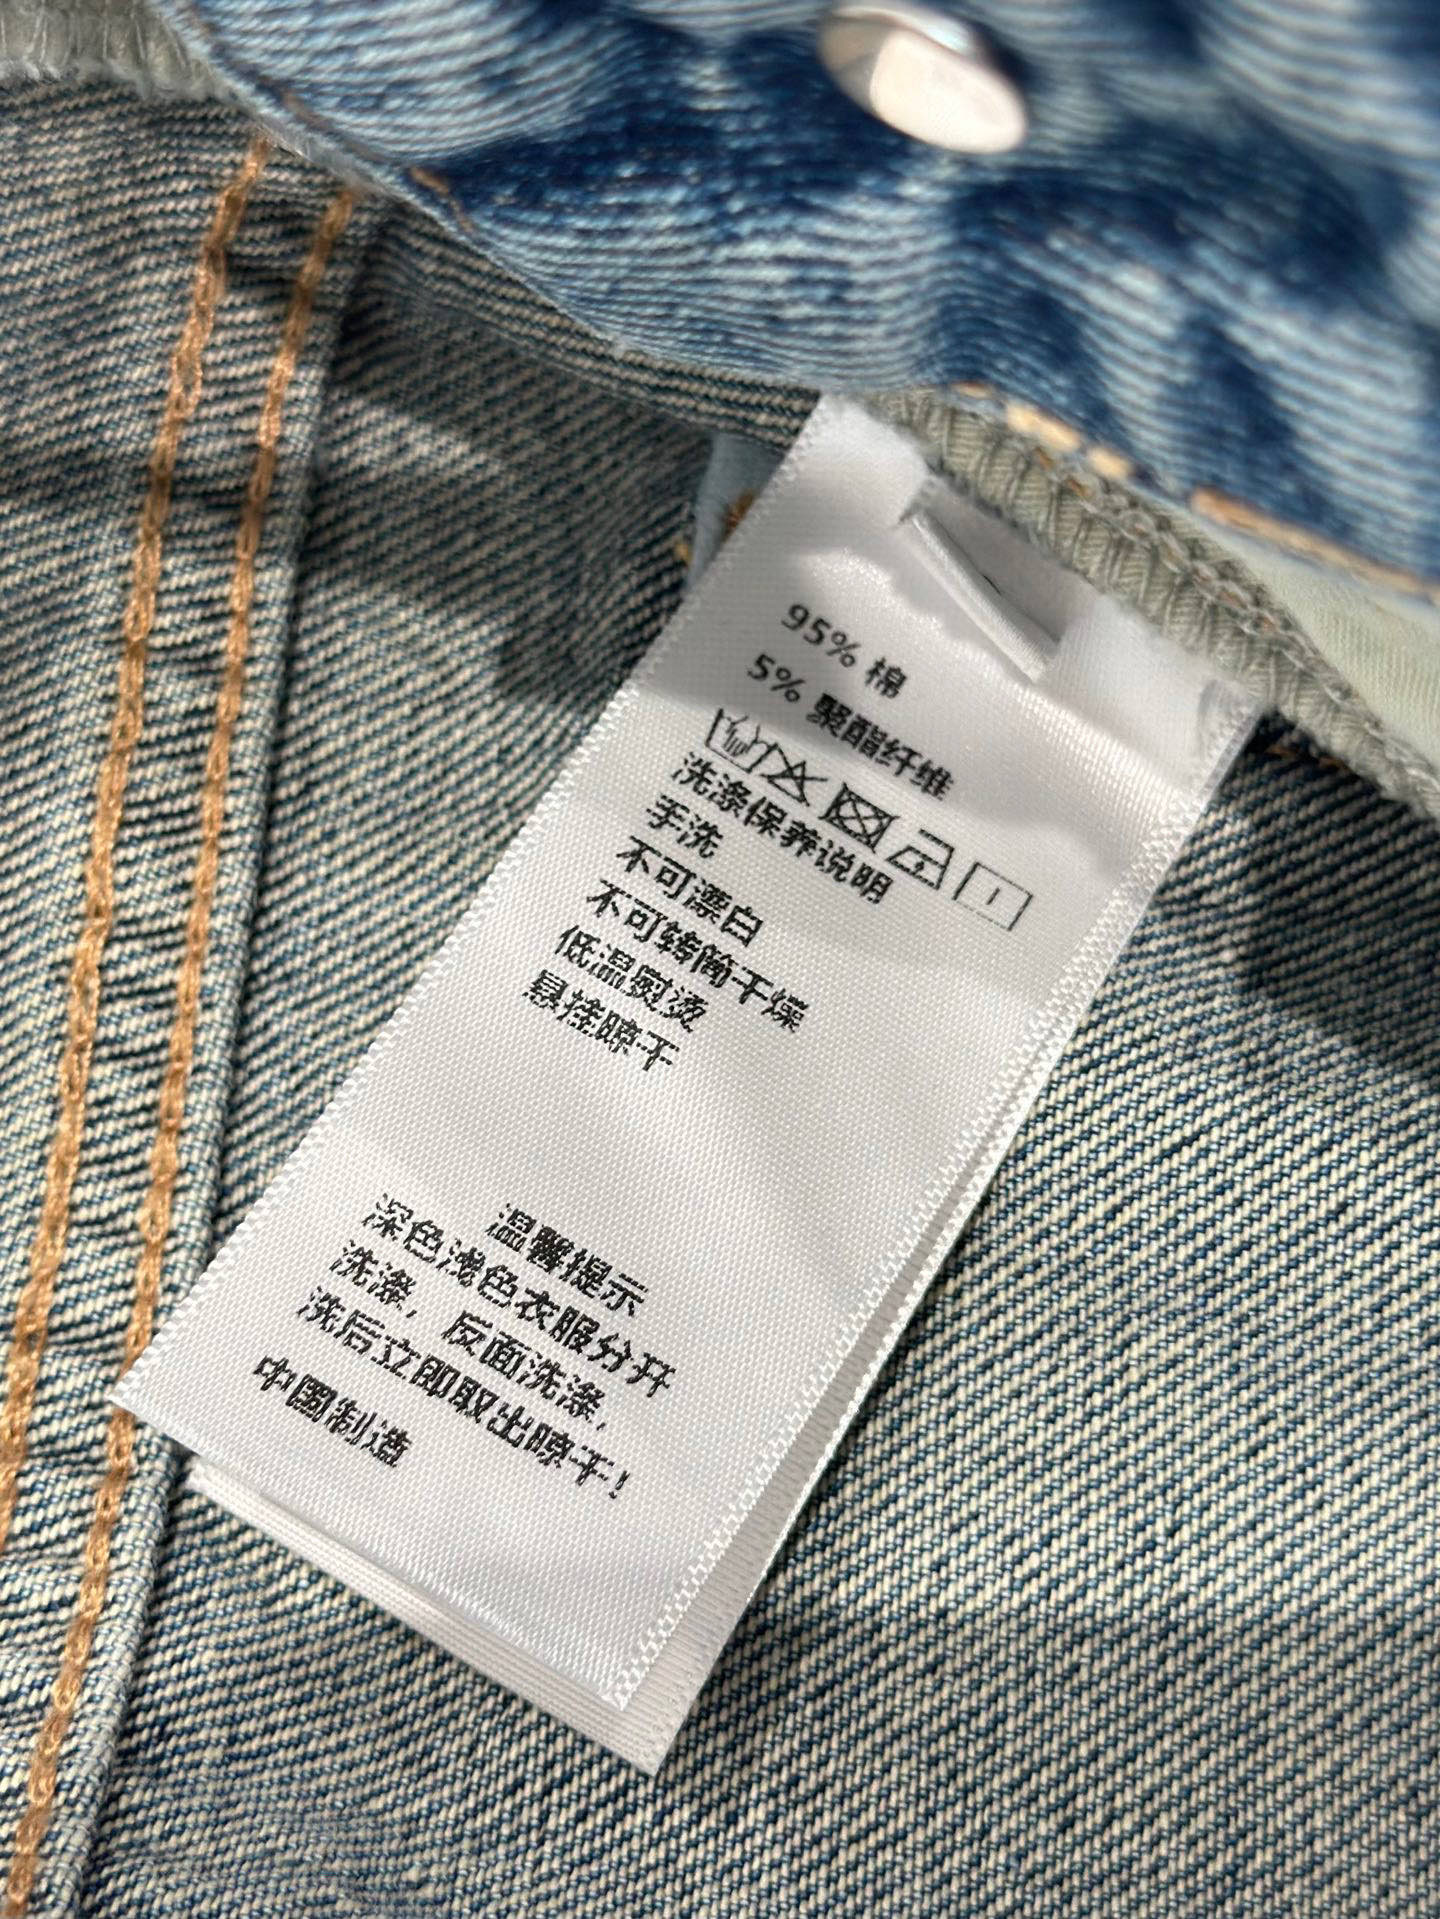 95% 棉
5% 聚酯纤维
洗涤保养说明
手洗
不可漂白
不可转筒干燥
低温熨烫
悬挂晾干
温馨提示
深色浅色衣服分开
洗涤，反面洗涤，
洗后立即取出晾干！
中国制造